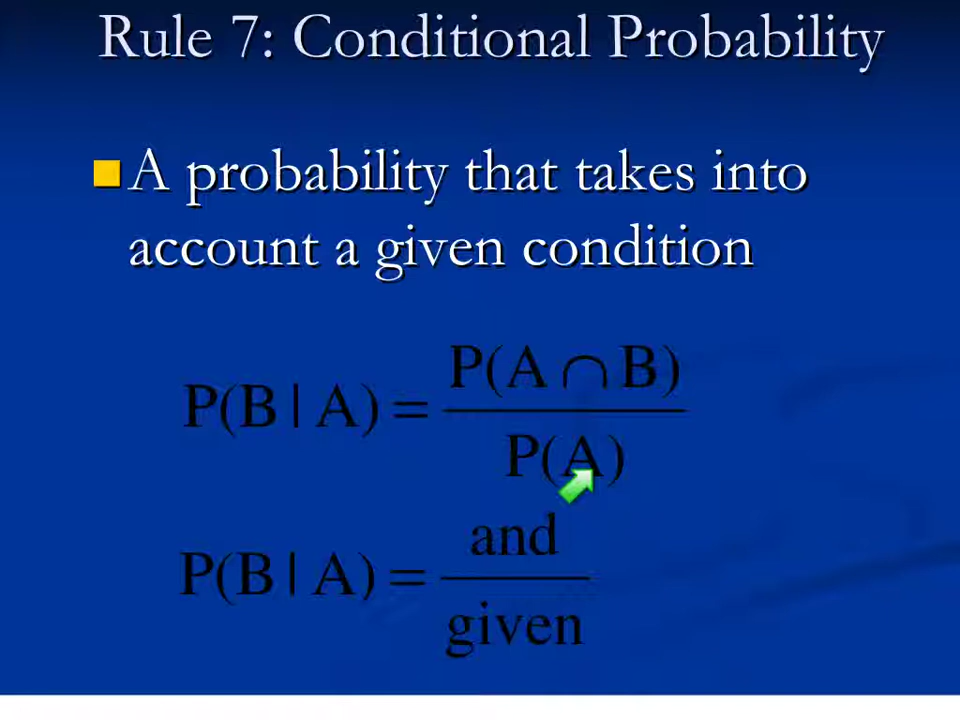 Rule 7: Conditional Probability
A probability that takes into
account a given condition
P(B | A) = P(A ∩ B) / P(A)
P(B | A) = and / given